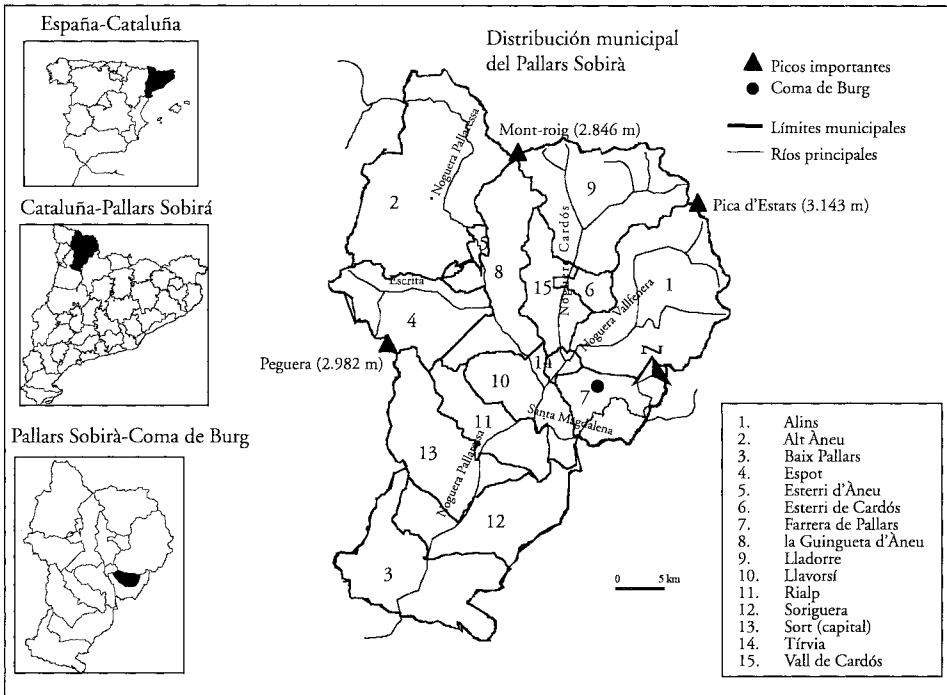 España-Cataluña
Cataluña-Pallars Sobirá
Pallars Sobirà-Coma de Burg
Distribución municipal
del Pallars Sobirà
Picos importantes
Coma de Burg
Límites municipales
Ríos principales
Mont-roig (2.846 m)
Pica d'Estats (3.143 m)
Peguera (2.982 m)
Noguera Pallaressa
Noguera Cardós
Escrita
Noguera Vallferrera
Santa Magdalena
Noguera Pallaressa
2
9
5
8
15
6
1
4
14
10
7
11
13
12
3
N
0 5 km
1. Alins
2. Alt Àneu
3. Baix Pallars
4. Espot
5. Esterri d'Àneu
6. Esterri de Cardós
7. Farrera de Pallars
8. la Guingueta d'Àneu
9. Lladorre
10. Llavorsí
11. Rialp
12. Soriguera
13. Sort (capital)
14. Tírvia
15. Vall de Cardós